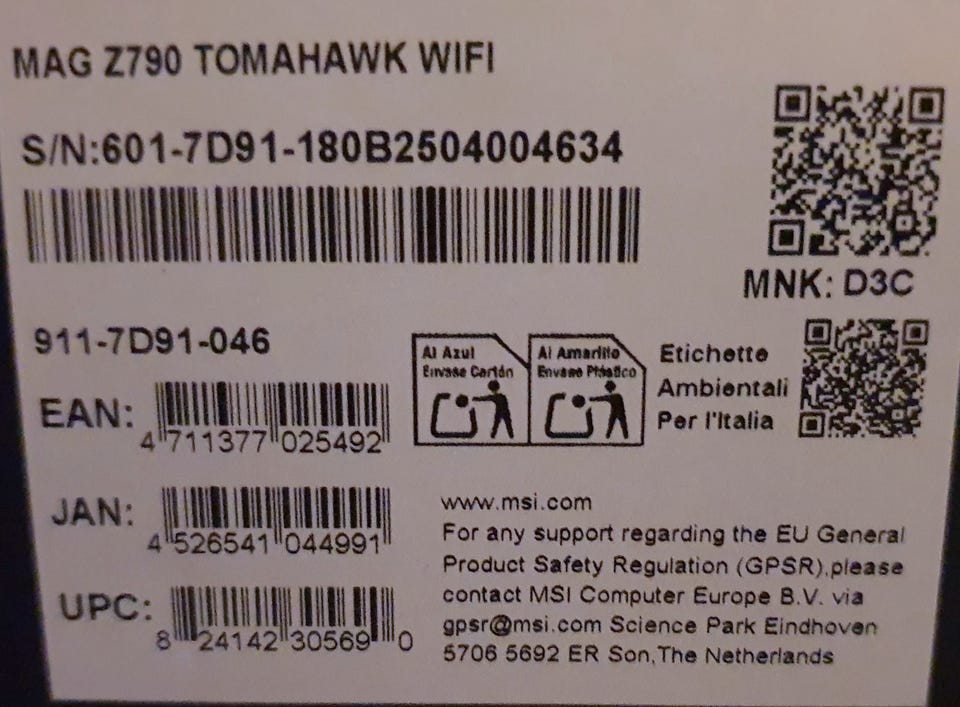 MAG Z790 TOMAHAWK WIFI
S/N:601-7D91-180B2504004634
MNK: D3C
911-7D91-046
Al Azul
Envase Cartón
Al Amarillo
Envase Plástico
Etichette
Ambientali
Per l'Italia
EAN:
4 711377 025492
JAN:
4 526541 044991
UPC:
8 24142 30569 0
www.msi.com
For any support regarding the EU General
Product Safety Regulation (GPSR),please
contact MSI Computer Europe B.V. via
gpsr@msi.com Science Park Eindhoven
5706 5692 ER Son,The Netherlands